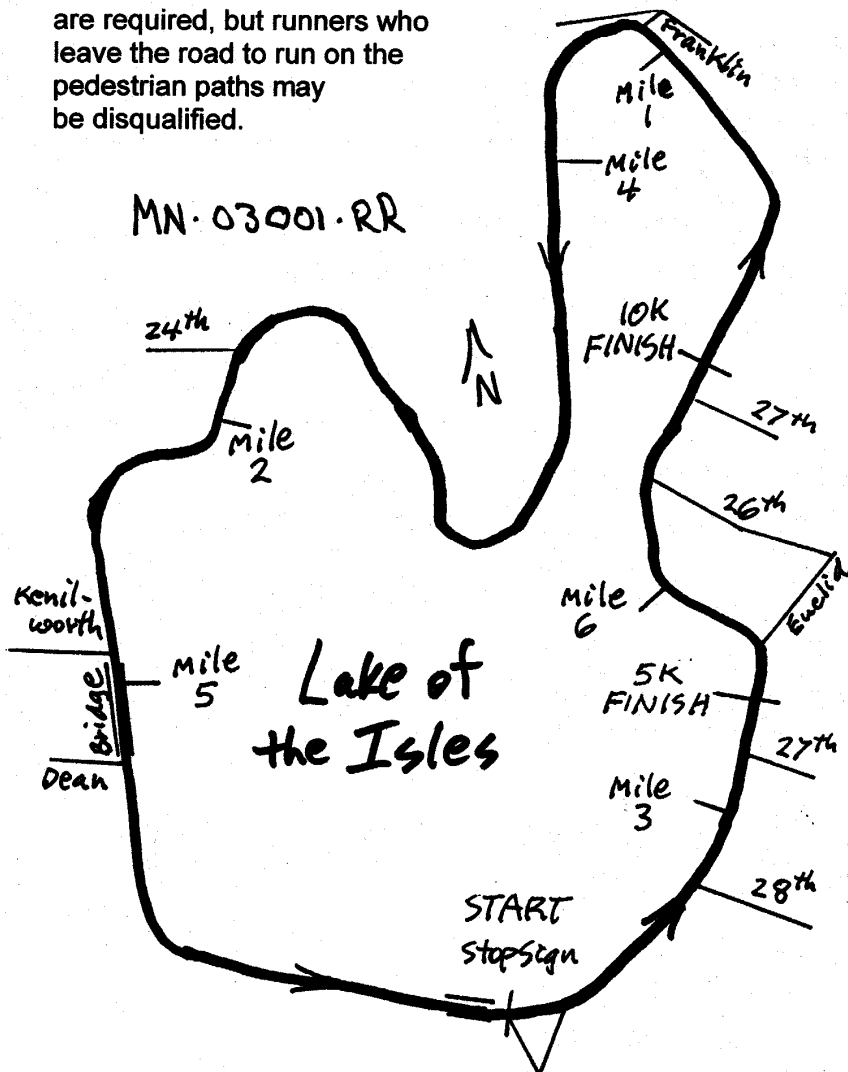 are required, but runners who
leave the road to run on the
pedestrian paths may
be disqualified.
Franklin
Mile
1
Mile
4
MN-03001-RR
24th
10K
FINISH
N
27th
Mile
2
26th
Euclid
Kenil-
worth
Mile
6
Mile
5
Lake of
the Isles
5K
FINISH
Bridge
27th
Dean
Mile
3
28th
START
StopSign